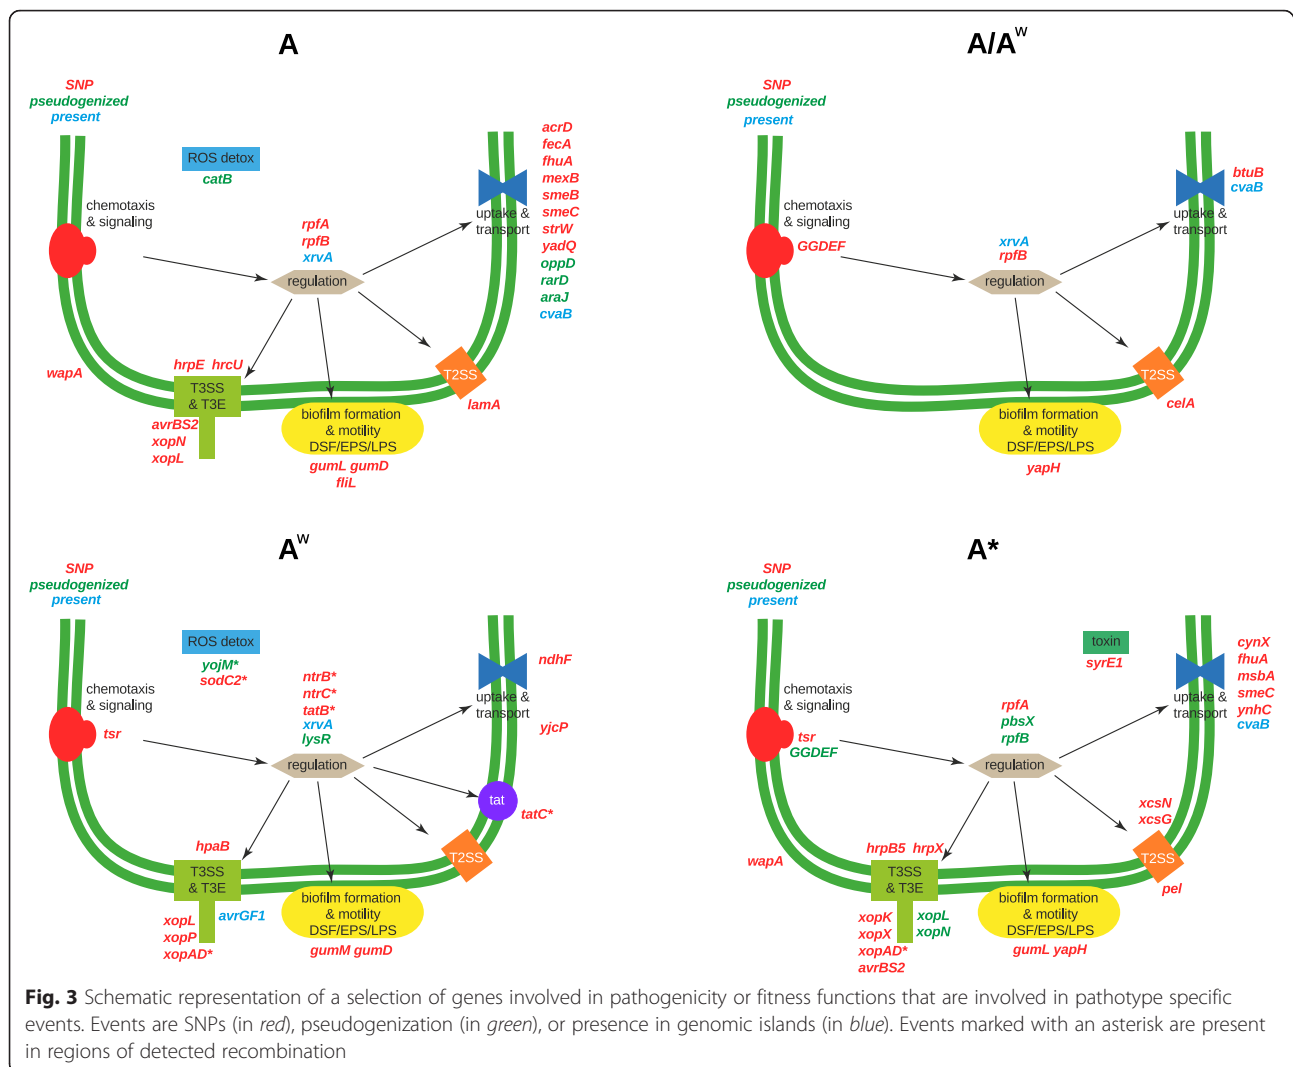 A
SNP
pseudogenized
present
ROS detox
catB
chemotaxis
& signaling
rpfA
rpfB
xrvA
regulation
uptake &
transport
acrD
fecA
fhuA
mexB
smeB
smeC
strW
yadQ
oppD
rarD
araJ
cvaB
wapA
hrpE hrcU
T3SS
& T3E
avrBS2
xopN
xopL
biofilm formation
& motility
DSF/EPS/LPS
gumL gumD
fliL
T2SS
lamA
A/Aw
SNP
pseudogenized
present
chemotaxis
& signaling
GGDEF
xrvA
rpfB
regulation
uptake &
transport
btuB
cvaB
T2SS
celA
biofilm formation
& motility
DSF/EPS/LPS
yapH
Aw
SNP
pseudogenized
present
ROS detox
yojM*
sodC2*
chemotaxis
& signaling
tsr
ntrB*
ntrC*
tatB*
xrvA
lysR
regulation
uptake &
transport
ndhF
yjcP
tat
tatC*
T2SS
hpaB
T3SS
& T3E
avrGF1
xopL
xopP
xopAD*
biofilm formation
& motility
DSF/EPS/LPS
gumM gumD
A*
SNP
pseudogenized
present
toxin
syrE1
chemotaxis
& signaling
tsr
GGDEF
rpfA
pbsX
rpfB
regulation
uptake &
transport
cynX
fhuA
msbA
smeC
ynhC
cvaB
xcsN
xcsG
T2SS
pel
wapA
hrpB5 hrpX
T3SS
& T3E
xopK
xopX
xopAD*
avrBS2
xopL
xopN
biofilm formation
& motility
DSF/EPS/LPS
gumL yapH
Fig. 3 Schematic representation of a selection of genes involved in pathogenicity or fitness functions that are involved in pathotype specific
events. Events are SNPs (in red), pseudogenization (in green), or presence in genomic islands (in blue). Events marked with an asterisk are present
in regions of detected recombination